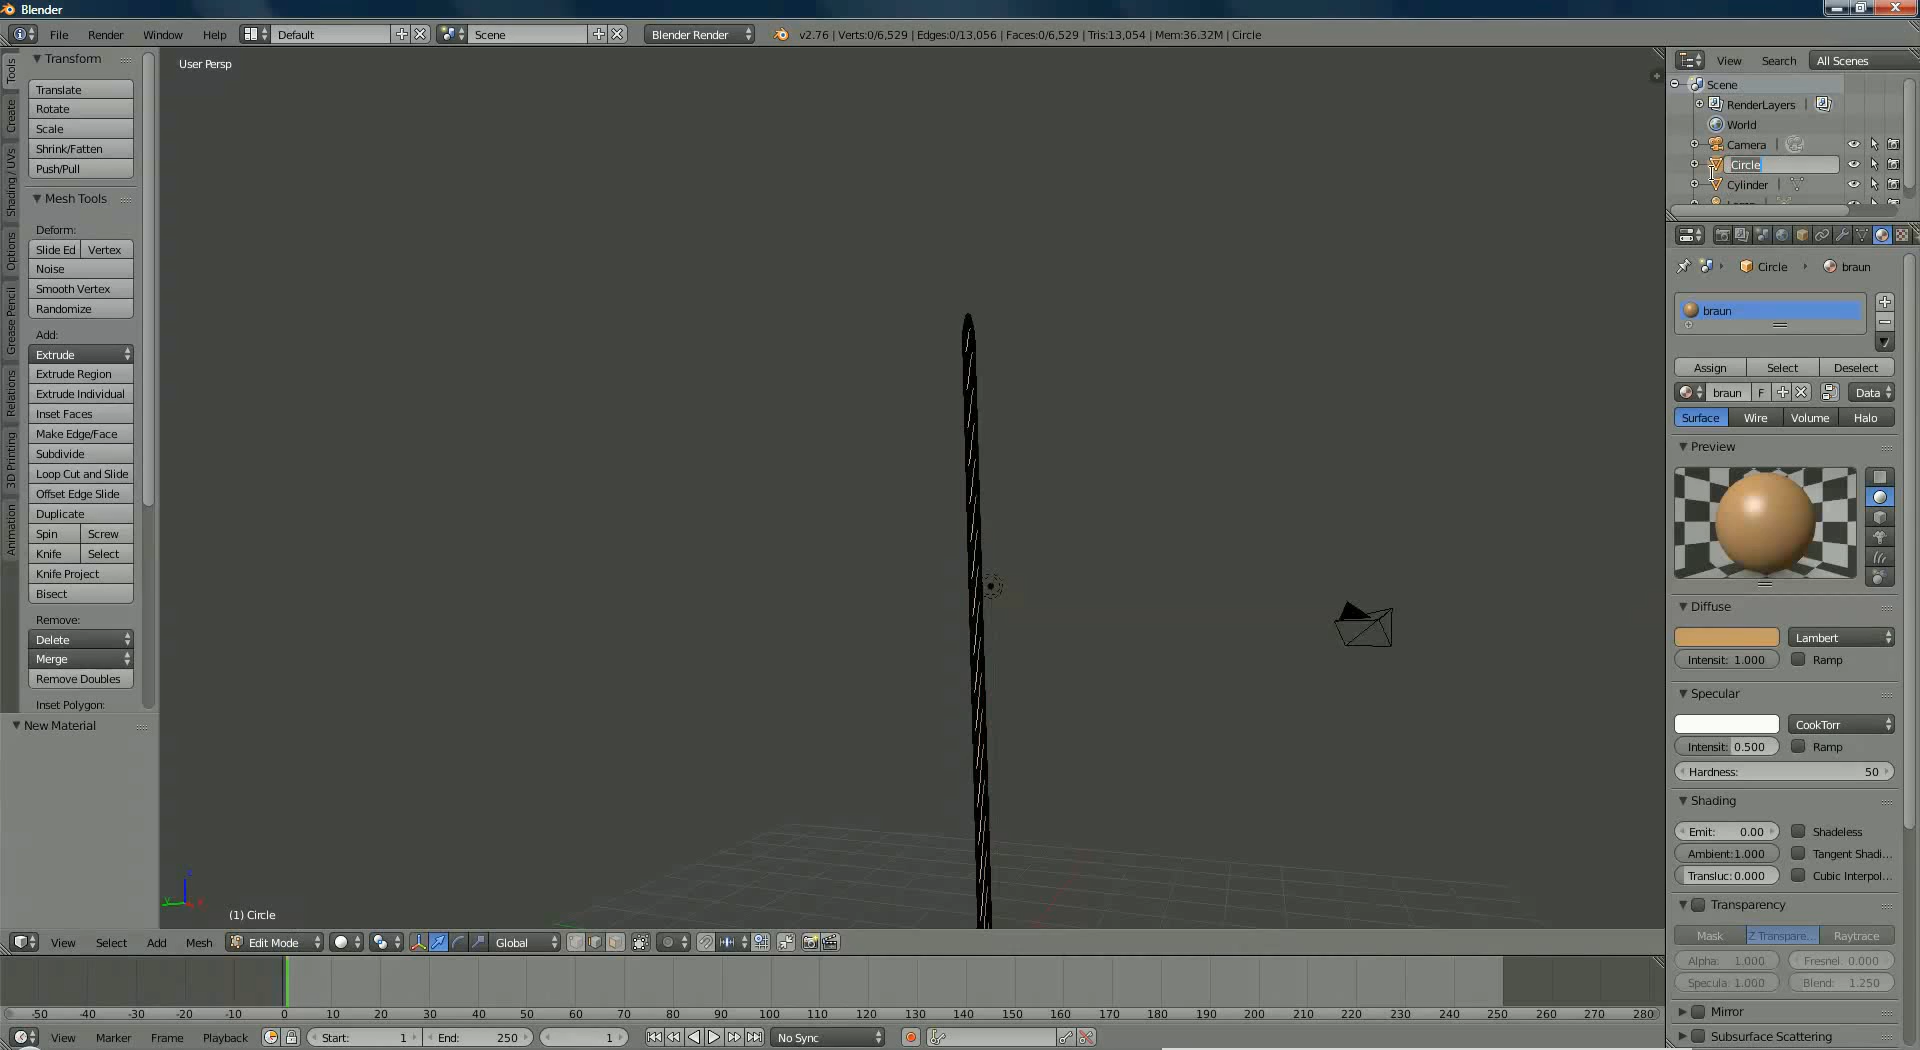 Blender
File Render Window Help Default Scene Blender Render v2.76 | Verts:0/6,529 | Edges:0/13,056 | Faces:0/6,529 | Tris:13,054 | Mem:36.32M | Circle
Tools
Create
Shading / UVs
Options
Grease Pencil
Relations
3D Printing
Animation
Transform
Translate
Rotate
Scale
Shrink/Fatten
Push/Pull
Mesh Tools
Deform:
Slide Ed Vertex
Noise
Smooth Vertex
Randomize
Add:
Extrude
Extrude Region
Extrude Individual
Inset Faces
Make Edge/Face
Subdivide
Loop Cut and Slide
Offset Edge Slide
Duplicate
Spin Screw
Knife Select
Knife Project
Bisect
Remove:
Delete
Merge
Remove Doubles
Inset Polygon:
New Material
User Persp
(1) Circle
View Select Add Mesh Edit Mode Global
-50 -40 -30 -20 -10 0 10 20 30 40 50 60 70 80 90 100 110 120 130 140 150 160 170 180 190 200 210 220 230 240 250 260 270 280
View Marker Frame Playback Start: 1 End: 250 1 No Sync
View Search All Scenes
Scene
RenderLayers |
World
Camera |
Circle
Cylinder |
Circle braun
braun
Assign Select Deselect
braun F Data
Surface Wire Volume Halo
Preview
Diffuse
Lambert
Intensit: 1.000 Ramp
Specular
CookTorr
Intensit: 0.500 Ramp
Hardness: 50
Shading
Emit: 0.00 Shadeless
Ambient:1.000 Tangent Shadi...
Transluc:0.000 Cubic Interpol...
Transparency
Mask Z Transpare... Raytrace
Alpha: 1.000 Fresnel: 0.000
Specula: 1.000 Blend: 1.250
Mirror
Subsurface Scattering